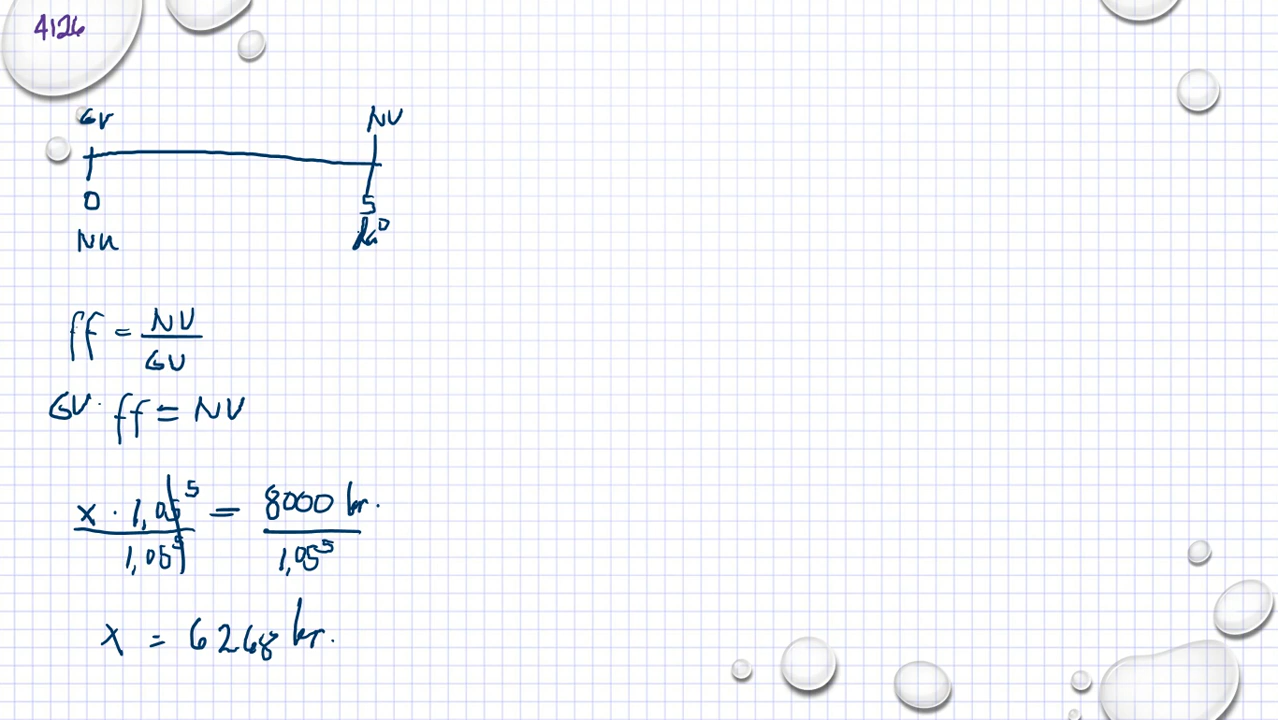 4126
GV NV
0 5
Nu
ff = NV/GV
GV · ff = NV
x · 1,05⁵/1,05⁵ = 8000 kr./1,05⁵
x = 6268 kr.